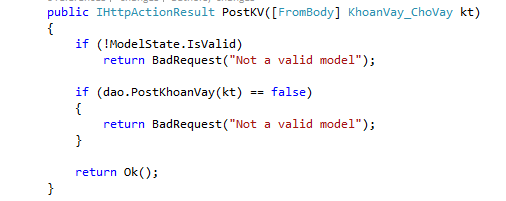 public IHttpActionResult PostKV([FromBody] KhoanVay_ChoVay kt)
{
if (!ModelState.IsValid)
return BadRequest("Not a valid model");
if (dao.PostKhoanVay(kt) == false)
{
return BadRequest("Not a valid model");
}
return Ok();
}